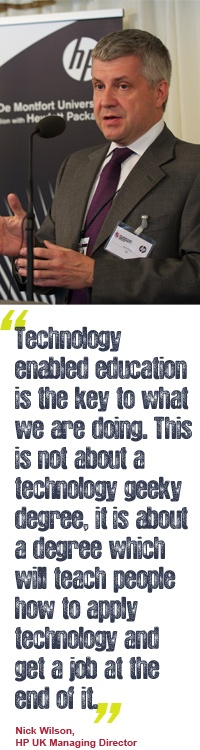 hp
De Montfort Univers
tion with Hewlett Packa
“Technology
enabled education
is the key to what
we are doing. This
is not about a
technology geeky
degree, it is about
a degree which
will teach people
how to apply
technology and
get a job at the
end of it.”
Nick Wilson,
HP UK Managing Director